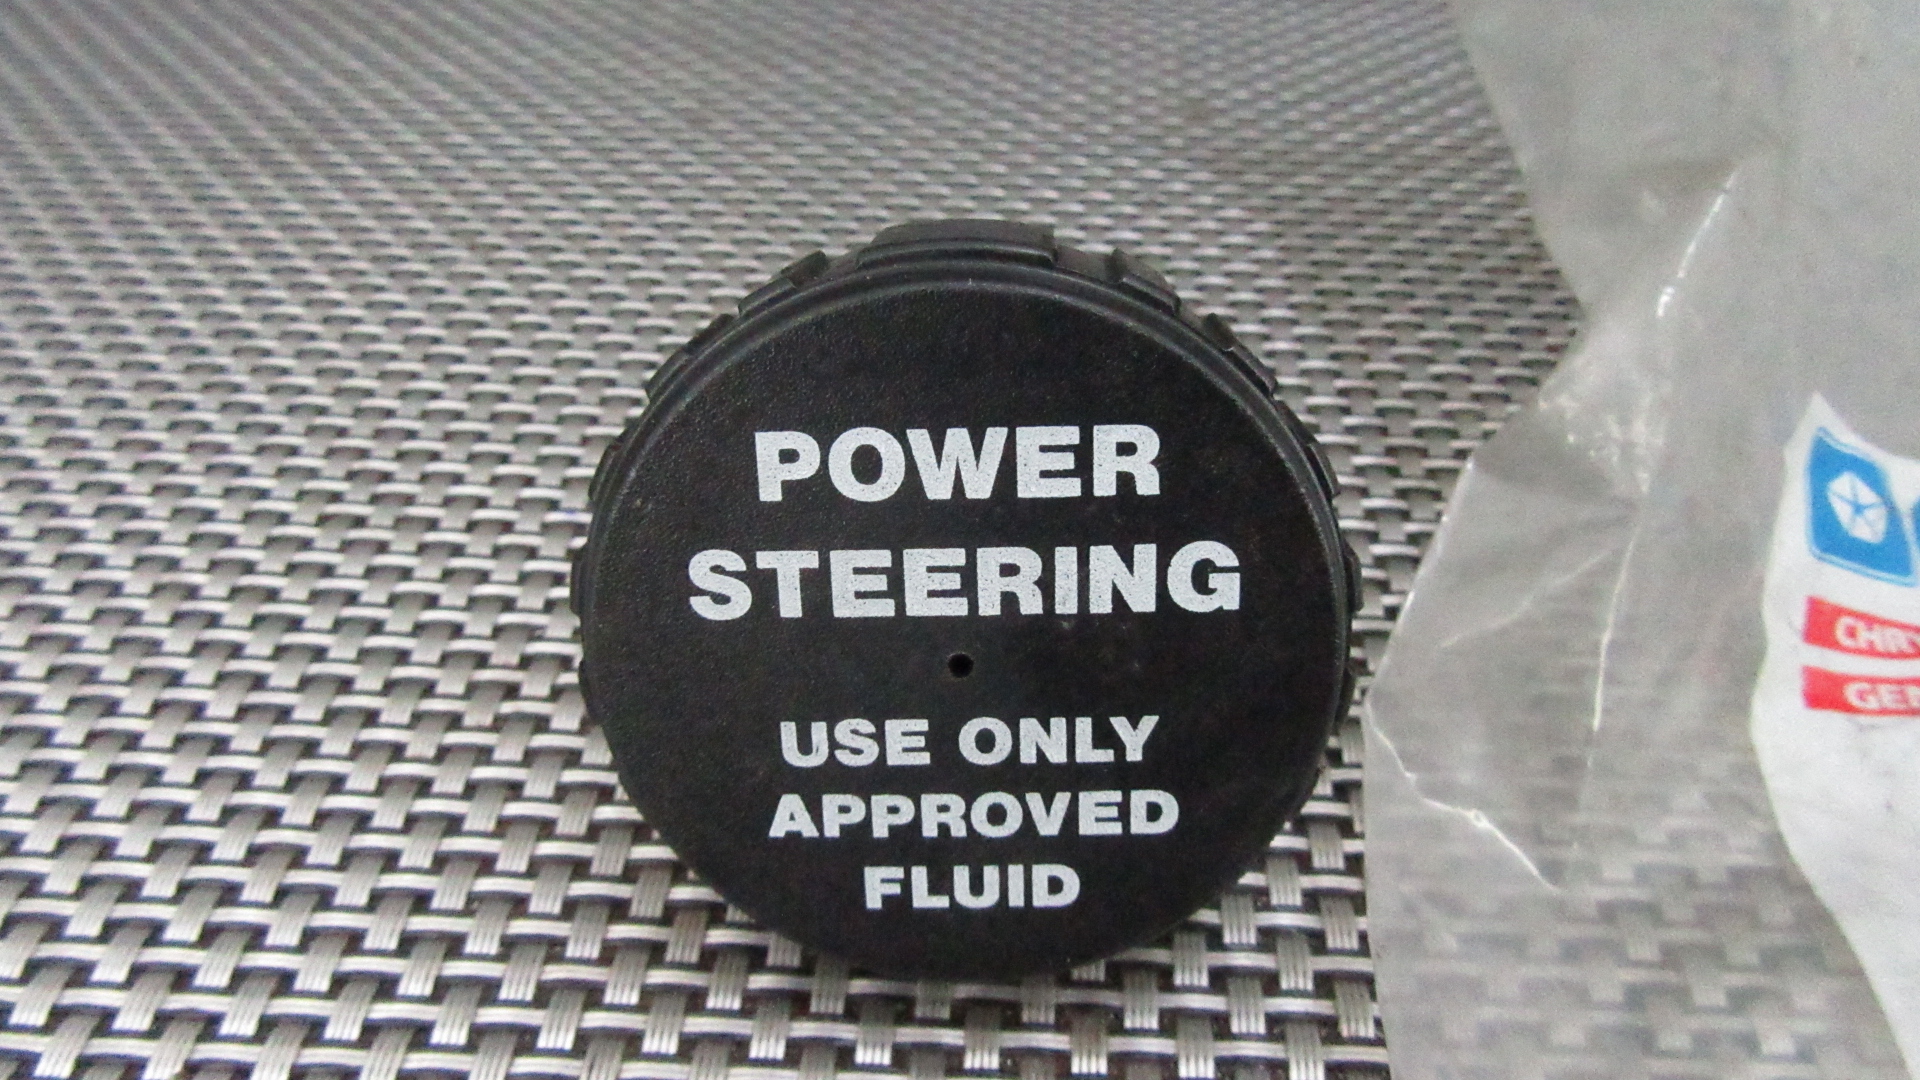 POWER
STEERING
USE ONLY
APPROVED
FLUID